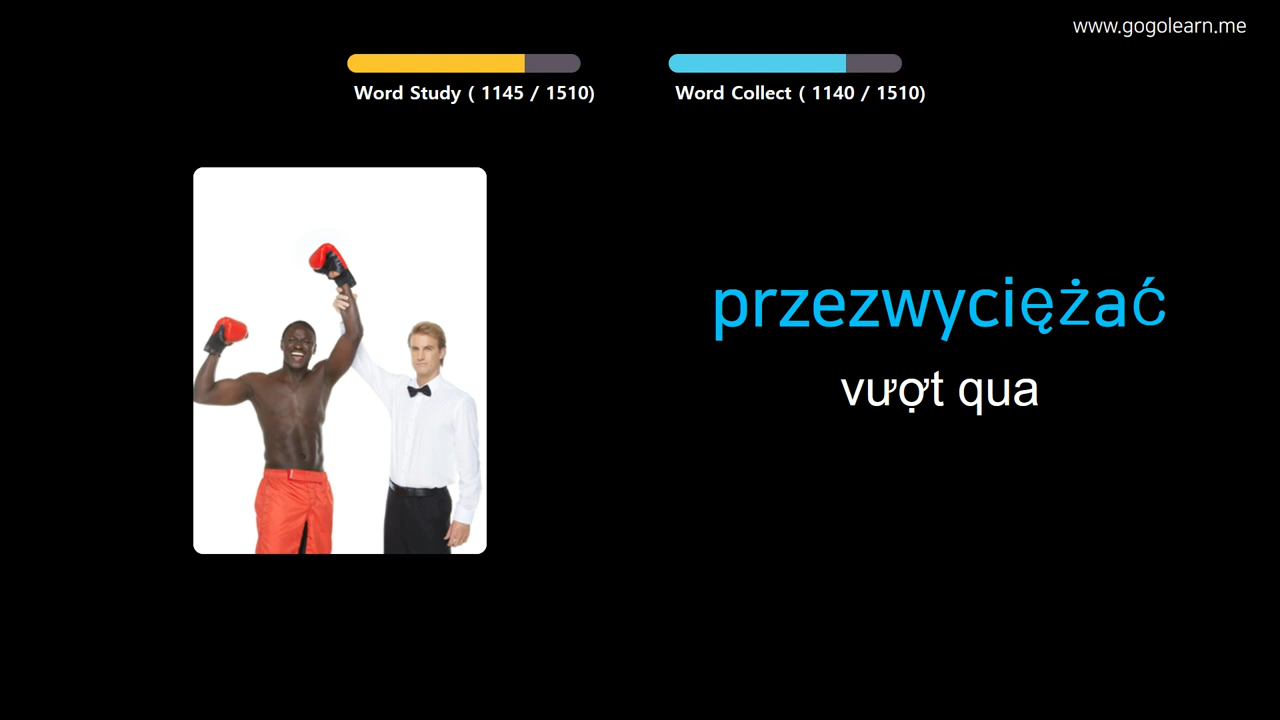 www.gogolearn.me
Word Study ( 1145 / 1510)
Word Collect ( 1140 / 1510)
przezwyciężać
vượt qua